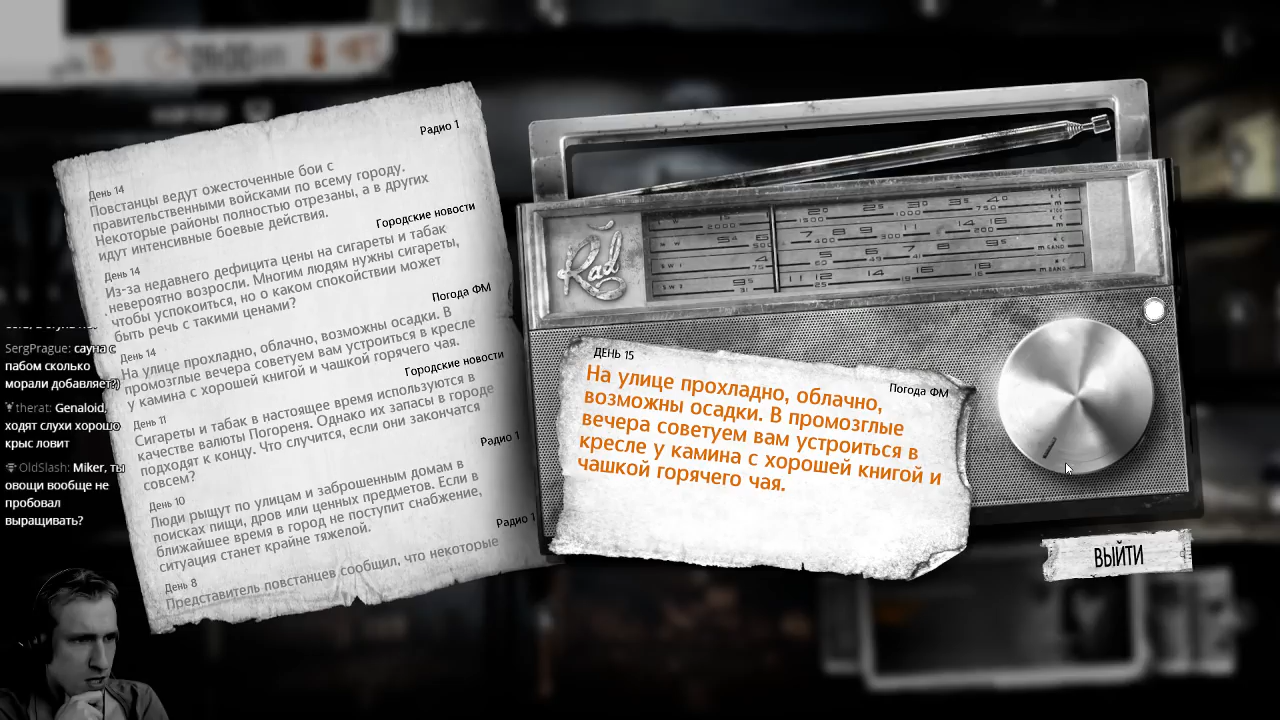 Радио 1
День 14
Повстанцы ведут ожесточенные бои с
правительственными войсками по всему городу.
Некоторые районы полностью отрезаны, а в других
идут интенсивные боевые действия.
Городские новости
День 14
Из-за недавнего дефицита цены на сигареты и табак
невероятно возросли. Многим людям нужны сигареты,
чтобы успокоиться, но о каком спокойствии может
быть речь с такими ценами?
Погода ФМ
День 14
На улице прохладно, облачно, возможны осадки. В
промозглые вечера советуем вам устроиться в кресле
у камина с хорошей книгой и чашкой горячего чая.
Городские новости
День 11
Сигареты и табак в настоящее время используются в
качестве валюты Погореня. Однако их запасы в городе
подходят к концу. Что случится, если они закончатся
совсем?
Радио 1
День 10
Люди рыщут по улицам и заброшенным домам в
поисках пищи, дров или ценных предметов. Если в
ближайшее время в город не поступит снабжение,
ситуация станет крайне тяжелой.
Радио 1
День 8
Представитель повстанцев сообщил, что некоторые
SergPrague: сауна с
пабом сколько
морали добавляет?)
therat: Genaloid,
ходят слухи хорошо
крыс ловит
OldSlash: Miker, ты
овощи вообще не
пробовал
выращивать?
Rad
ДЕНЬ 15
Погода ФМ
На улице прохладно, облачно,
возможны осадки. В промозглые
вечера советуем вам устроиться в
кресле у камина с хорошей книгой и
чашкой горячего чая.
ВЫЙТИ